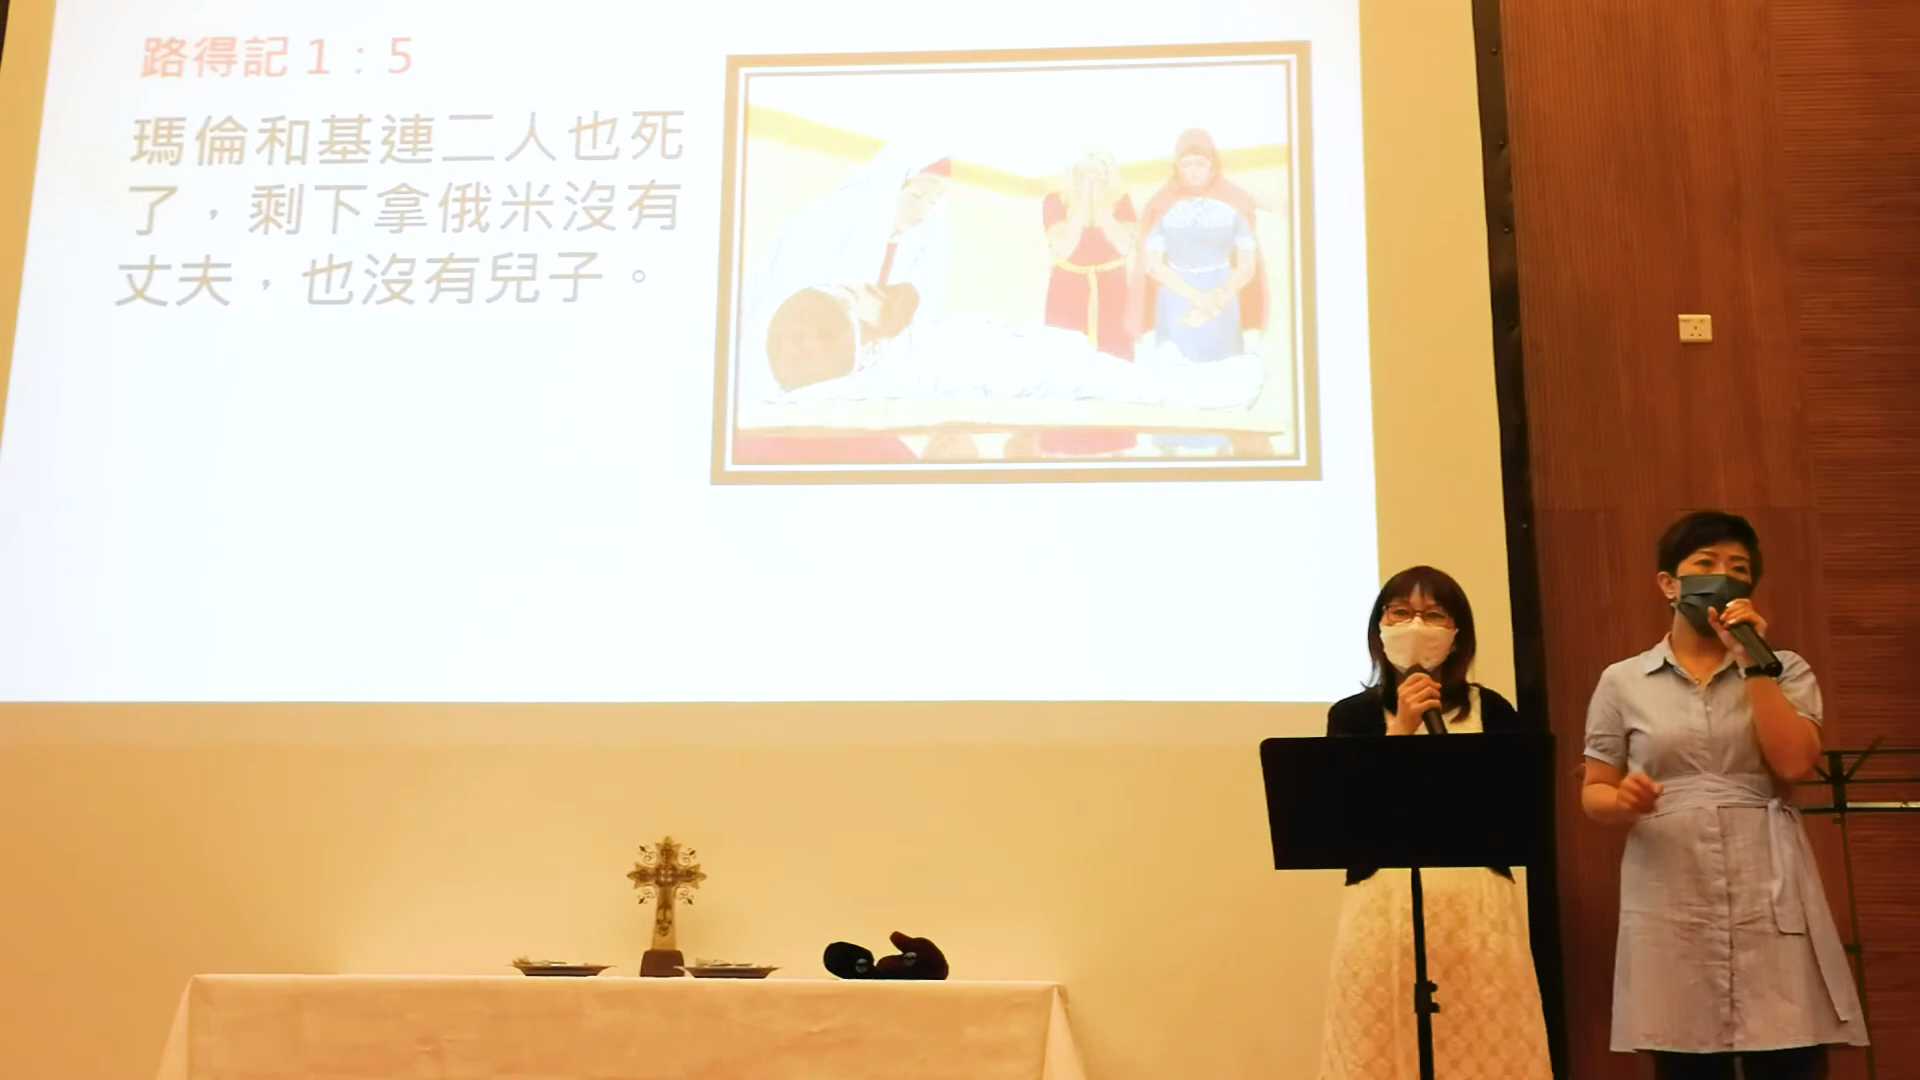 路得記 1：5
瑪倫和基連二人也死
了，剩下拿俄米沒有
丈夫，也沒有兒子。